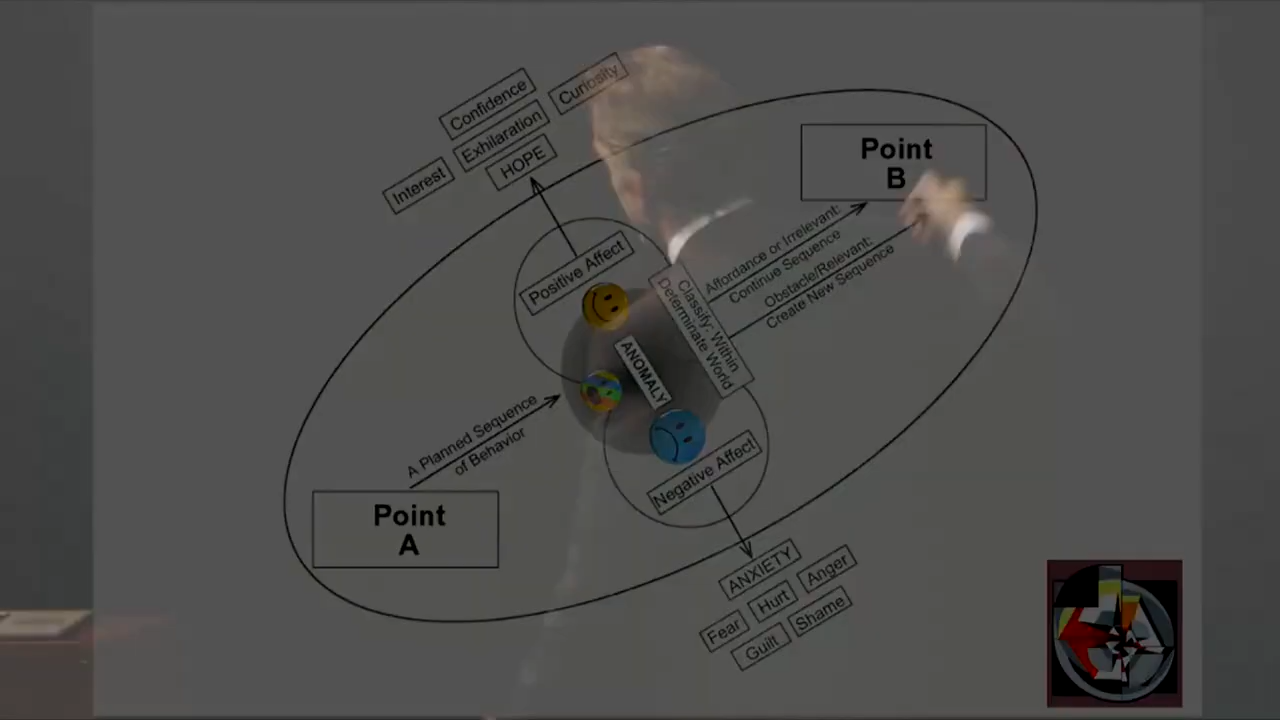 Confidence
Curiosity
Exhilaration
Interest
HOPE
Point
B
Positive Affect
Affordance or Irrelevant:
Continue Sequence
Obstacle/Relevant:
Create New Sequence
Classify: Within
Determinate World
ANOMALY
A Planned Sequence
of Behavior
Negative Affect
Point
A
ANXIETY
Anger
Hurt
Fear
Shame
Guilt